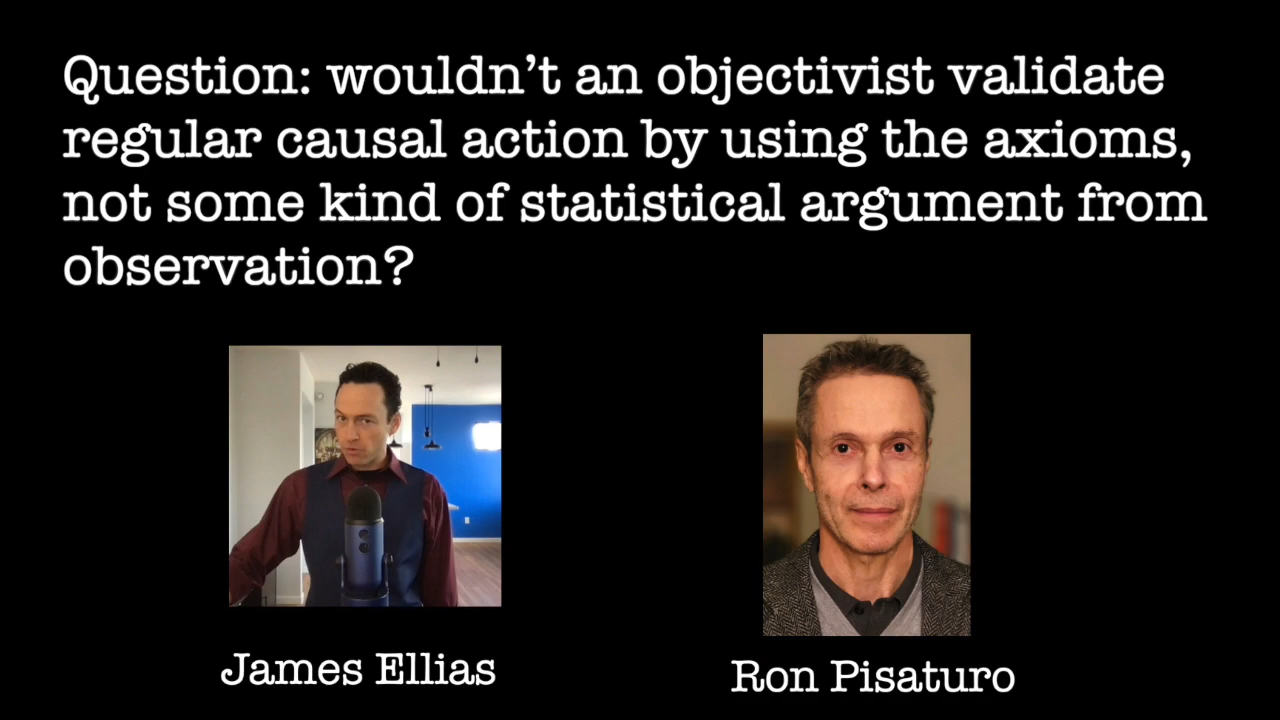 Question: wouldn’t an objectivist validate
regular causal action by using the axioms,
not some kind of statistical argument from
observation?
James Ellias
Ron Pisaturo